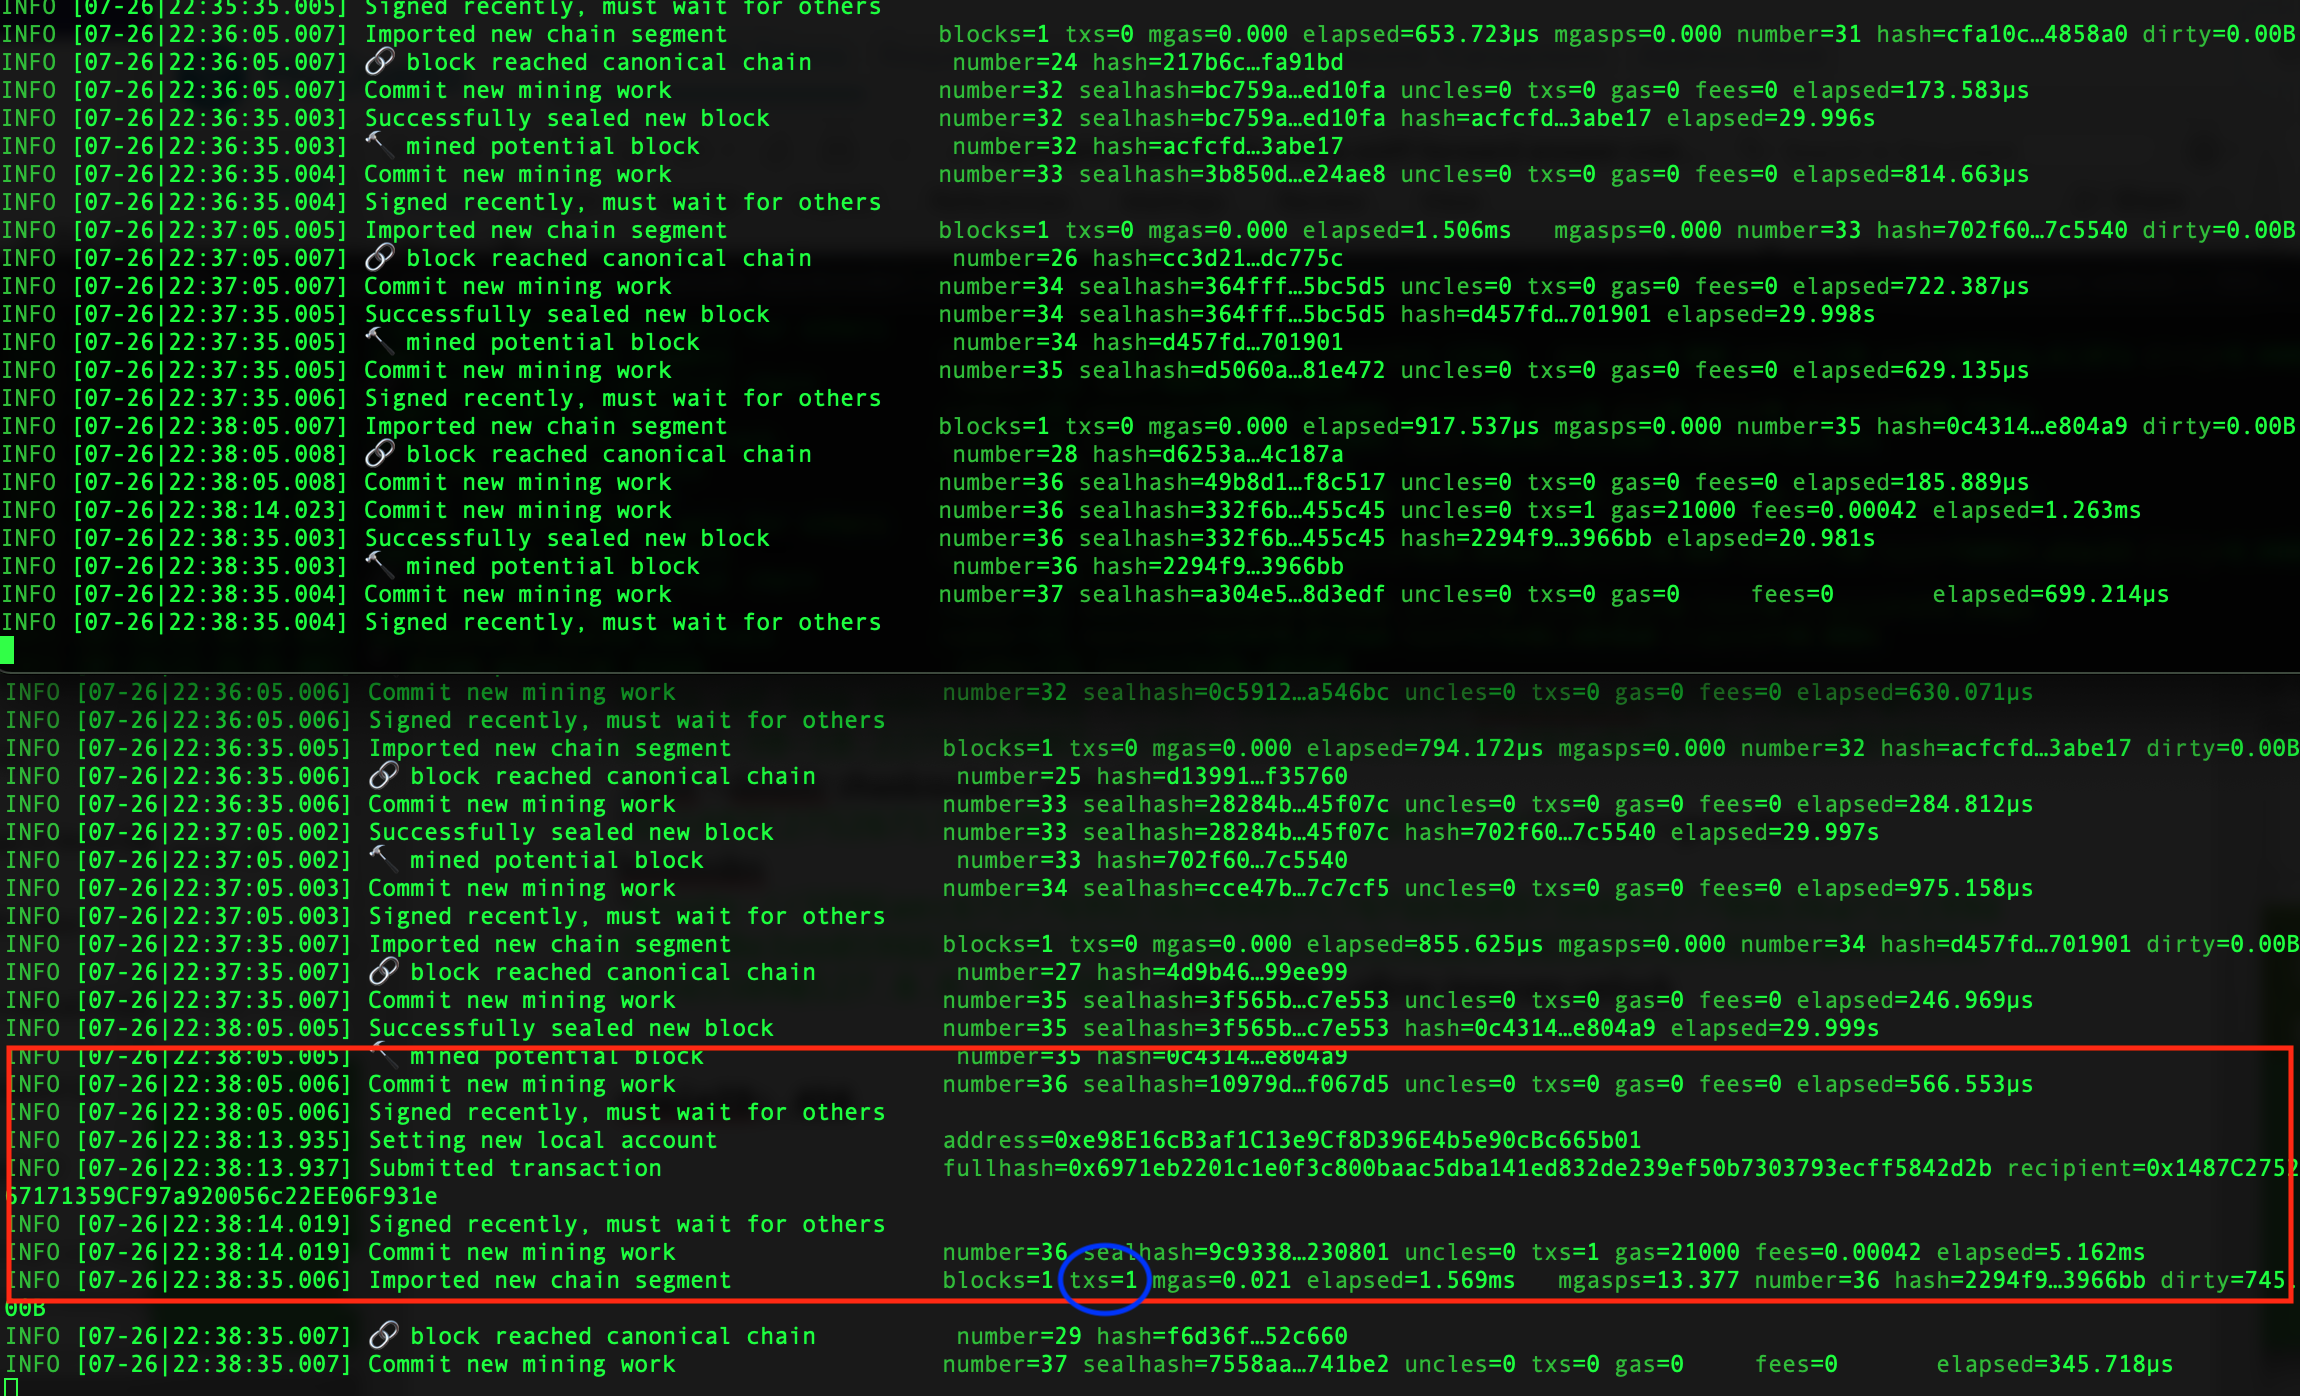 INFO [07-26|22:35:35.005] Signed recently, must wait for others
INFO [07-26|22:36:05.007] Imported new chain segment blocks=1 txs=0 mgas=0.000 elapsed=653.723µs mgasps=0.000 number=31 hash=cfa10c…4858a0 dirty=0.00B
INFO [07-26|22:36:05.007] 🔗 block reached canonical chain number=24 hash=217b6c…fa91bd
INFO [07-26|22:36:05.007] Commit new mining work number=32 sealhash=bc759a…ed10fa uncles=0 txs=0 gas=0 fees=0 elapsed=173.583µs
INFO [07-26|22:36:35.003] Successfully sealed new block number=32 sealhash=bc759a…ed10fa hash=acfcfd…3abe17 elapsed=29.996s
INFO [07-26|22:36:35.003] 🔨 mined potential block number=32 hash=acfcfd…3abe17
INFO [07-26|22:36:35.004] Commit new mining work number=33 sealhash=3b850d…e24ae8 uncles=0 txs=0 gas=0 fees=0 elapsed=814.663µs
INFO [07-26|22:36:35.004] Signed recently, must wait for others
INFO [07-26|22:37:05.005] Imported new chain segment blocks=1 txs=0 mgas=0.000 elapsed=1.506ms mgasps=0.000 number=33 hash=702f60…7c5540 dirty=0.00B
INFO [07-26|22:37:05.005] 🔗 block reached canonical chain number=26 hash=cc3d21…dc775c
INFO [07-26|22:37:05.005] Commit new mining work number=34 sealhash=364fff…5bc5d5 uncles=0 txs=0 gas=0 fees=0 elapsed=722.387µs
INFO [07-26|22:37:35.005] Successfully sealed new block number=34 sealhash=364fff…5bc5d5 hash=d457fd…701901 elapsed=29.998s
INFO [07-26|22:37:35.005] 🔨 mined potential block number=34 hash=d457fd…701901
INFO [07-26|22:37:35.005] Commit new mining work number=35 sealhash=d5060a…81e472 uncles=0 txs=0 gas=0 fees=0 elapsed=629.135µs
INFO [07-26|22:37:35.006] Signed recently, must wait for others
INFO [07-26|22:38:05.007] Imported new chain segment blocks=1 txs=0 mgas=0.000 elapsed=917.537µs mgasps=0.000 number=35 hash=0c4314…e804a9 dirty=0.00B
INFO [07-26|22:38:05.008] 🔗 block reached canonical chain number=28 hash=d6253a…4c187a
INFO [07-26|22:38:05.008] Commit new mining work number=36 sealhash=49b8d1…f8c517 uncles=0 txs=0 gas=0 fees=0 elapsed=185.889µs
INFO [07-26|22:38:14.023] Commit new mining work number=36 sealhash=332f6b…455c45 uncles=0 txs=1 gas=21000 fees=0.00042 elapsed=1.263ms
INFO [07-26|22:38:35.003] Successfully sealed new block number=36 sealhash=332f6b…455c45 hash=2294f9…3966bb elapsed=20.981s
INFO [07-26|22:38:35.003] 🔨 mined potential block number=36 hash=2294f9…3966bb
INFO [07-26|22:38:35.004] Commit new mining work number=37 sealhash=a304e5…8d3edf uncles=0 txs=0 gas=0 fees=0 elapsed=699.214µs
INFO [07-26|22:38:35.004] Signed recently, must wait for others
INFO [07-26|22:36:05.006] Commit new mining work number=32 sealhash=0c5912…a546bc uncles=0 txs=0 gas=0 fees=0 elapsed=630.071µs
INFO [07-26|22:36:05.006] Signed recently, must wait for others
INFO [07-26|22:36:35.005] Imported new chain segment blocks=1 txs=0 mgas=0.000 elapsed=794.172µs mgasps=0.000 number=32 hash=acfcfd…3abe17 dirty=0.00B
INFO [07-26|22:36:35.006] 🔗 block reached canonical chain number=25 hash=d13991…f35760
INFO [07-26|22:36:35.006] Commit new mining work number=33 sealhash=28284b…45f07c uncles=0 txs=0 gas=0 fees=0 elapsed=284.812µs
INFO [07-26|22:37:05.002] Successfully sealed new block number=33 sealhash=28284b…45f07c hash=702f60…7c5540 elapsed=29.997s
INFO [07-26|22:37:05.002] 🔨 mined potential block number=33 hash=702f60…7c5540
INFO [07-26|22:37:05.003] Commit new mining work number=34 sealhash=cce47b…7c7cf5 uncles=0 txs=0 gas=0 fees=0 elapsed=975.158µs
INFO [07-26|22:37:05.003] Signed recently, must wait for others
INFO [07-26|22:37:35.007] Imported new chain segment blocks=1 txs=0 mgas=0.000 elapsed=855.625µs mgasps=0.000 number=34 hash=d457fd…701901 dirty=0.00B
INFO [07-26|22:37:35.007] 🔗 block reached canonical chain number=27 hash=4d9b46…99ee99
INFO [07-26|22:37:35.007] Commit new mining work number=35 sealhash=3f565b…c7e553 uncles=0 txs=0 gas=0 fees=0 elapsed=246.969µs
INFO [07-26|22:38:05.005] Successfully sealed new block number=35 sealhash=3f565b…c7e553 hash=0c4314…e804a9 elapsed=29.999s
INFO [07-26|22:38:05.005] 🔨 mined potential block number=35 hash=0c4314…e804a9
INFO [07-26|22:38:05.006] Commit new mining work number=36 sealhash=10979d…f067d5 uncles=0 txs=0 gas=0 fees=0 elapsed=566.553µs
INFO [07-26|22:38:05.006] Signed recently, must wait for others
INFO [07-26|22:38:13.935] Setting new local account address=0xe98E16cB3af1C13e9Cf8D396E4b5e90cBc665b01
INFO [07-26|22:38:13.937] Submitted transaction fullhash=0x6971eb2201c1e0f3c800baac5dba141ed832de239ef50b7303793ecff5842d2b recipient=0x1487C2752
67171359CF97a920056c22EE06F931e
INFO [07-26|22:38:14.019] Signed recently, must wait for others
INFO [07-26|22:38:14.019] Commit new mining work number=36 sealhash=9c9338…230801 uncles=0 txs=1 gas=21000 fees=0.00042 elapsed=5.162ms
INFO [07-26|22:38:35.006] Imported new chain segment blocks=1 txs=1 mgas=0.021 elapsed=1.569ms mgasps=13.377 number=36 hash=2294f9…3966bb dirty=745.
00B
INFO [07-26|22:38:35.007] 🔗 block reached canonical chain number=29 hash=f6d36f…52c660
INFO [07-26|22:38:35.007] Commit new mining work number=37 sealhash=7558aa…741be2 uncles=0 txs=0 gas=0 fees=0 elapsed=345.718µs